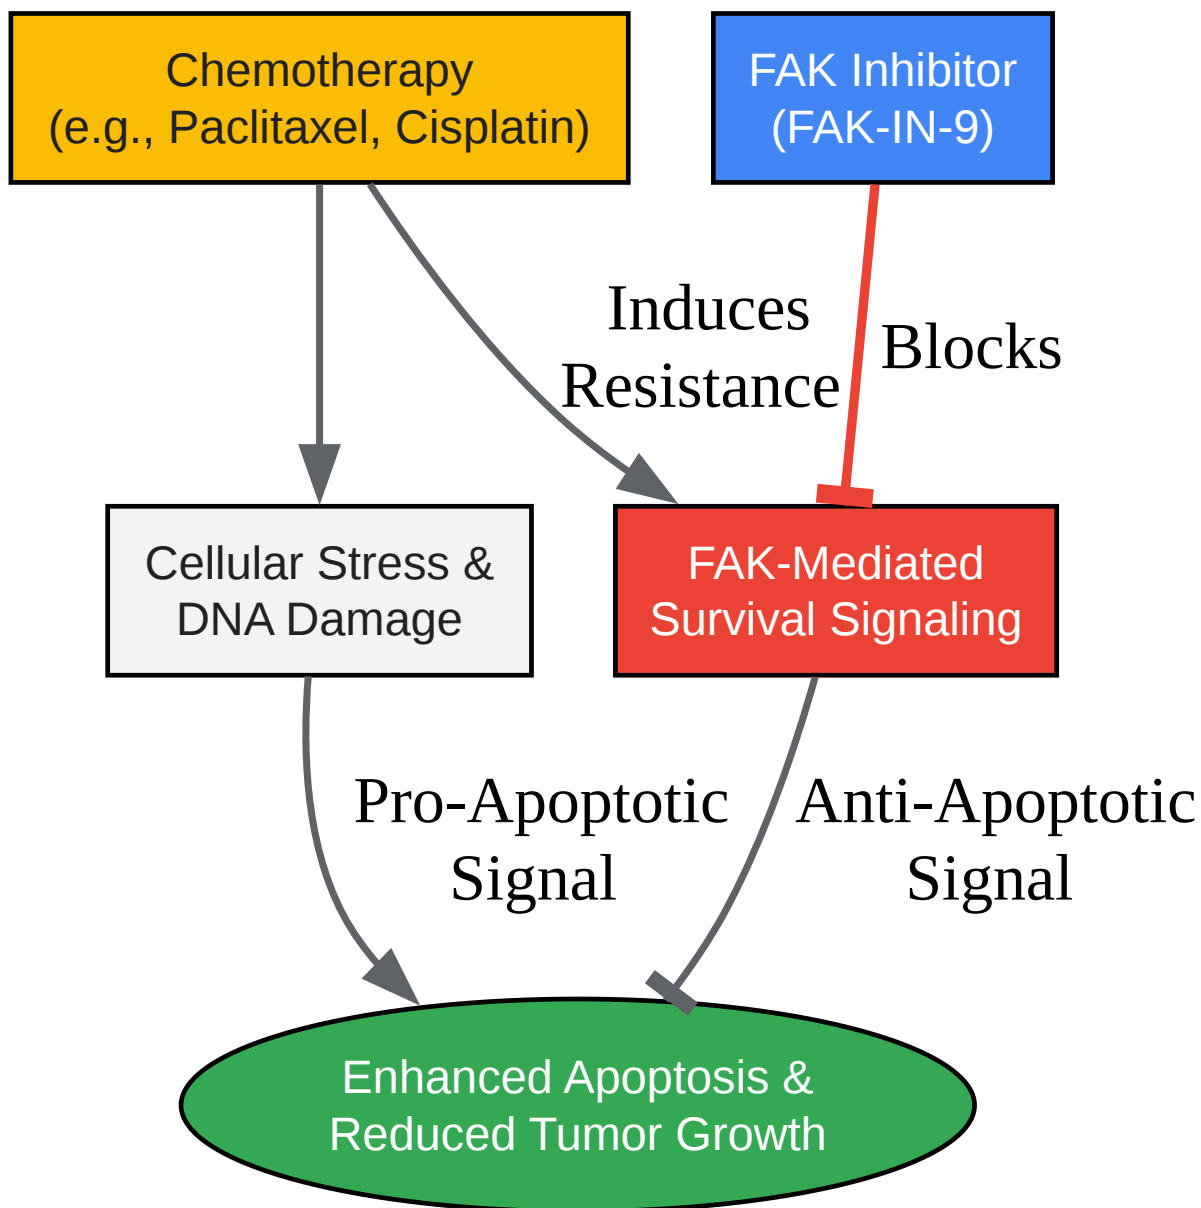 Chemotherapy
(e.g., Paclitaxel, Cisplatin)
FAK Inhibitor
(FAK-IN-9)
Induces
Resistance
Blocks
Cellular Stress &
DNA Damage
FAK-Mediated
Survival Signaling
Pro-Apoptotic
Signal
Anti-Apoptotic
Signal
Enhanced Apoptosis &
Reduced Tumor Growth